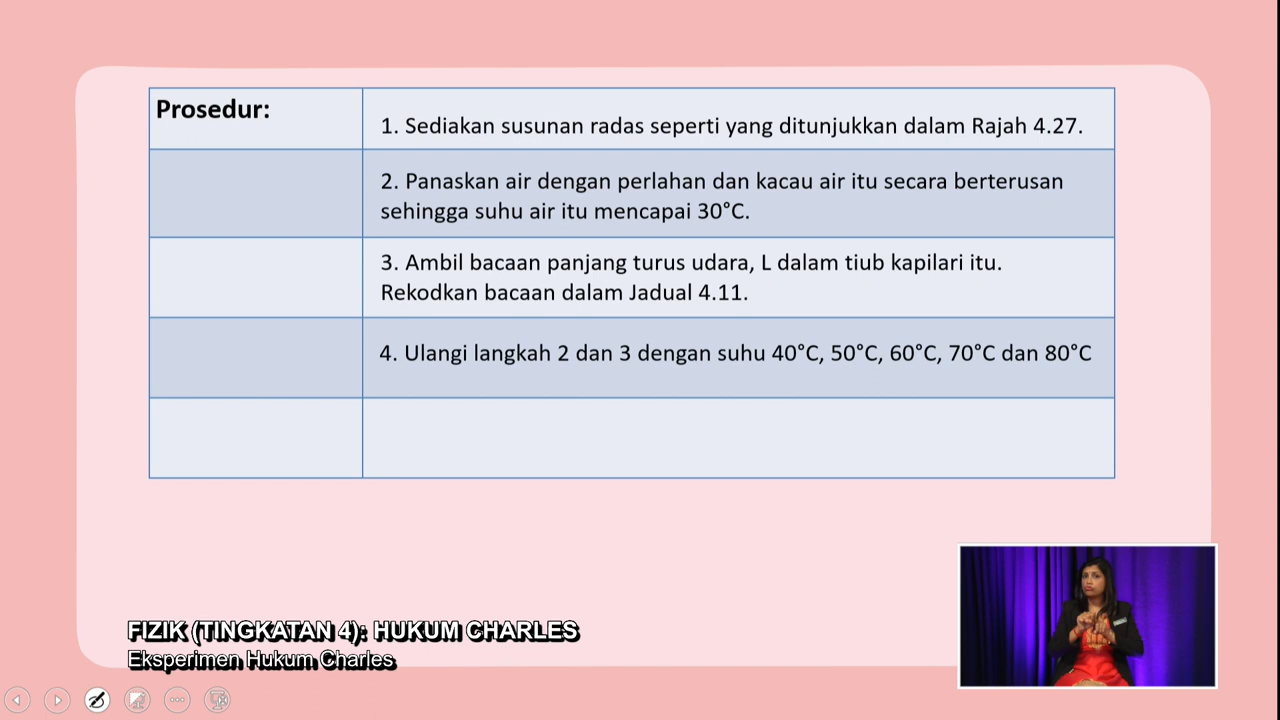 Prosedur:
1. Sediakan susunan radas seperti yang ditunjukkan dalam Rajah 4.27.
2. Panaskan air dengan perlahan dan kacau air itu secara berterusan
sehingga suhu air itu mencapai 30°C.
3. Ambil bacaan panjang turus udara, L dalam tiub kapilari itu.
Rekodkan bacaan dalam Jadual 4.11.
4. Ulangi langkah 2 dan 3 dengan suhu 40°C, 50°C, 60°C, 70°C dan 80°C
FIZIK (TINGKATAN 4): HUKUM CHARLES
Eksperimen Hukum Charles